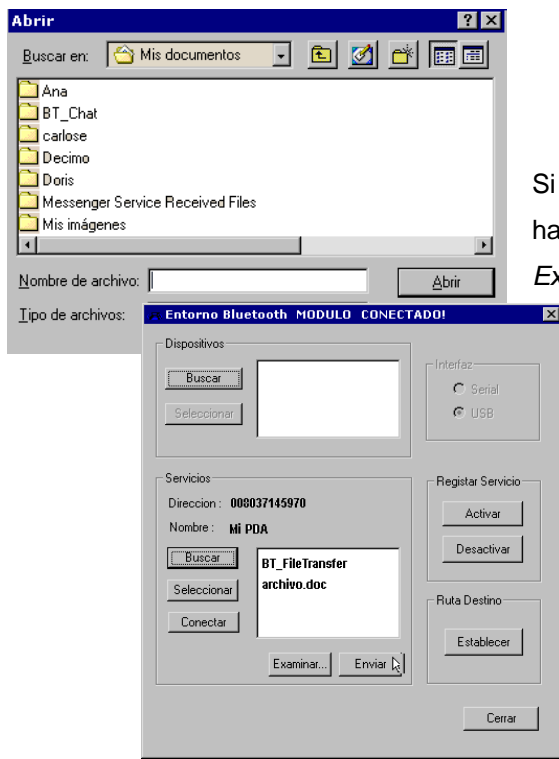 Abrir
Buscar en: Mis documentos
Ana
BT_Chat
carlose
Decimo
Doris
Messenger Service Received Files
Mis imágenes
Nombre de archivo:
Abrir
Tipo de archivos:
Si
ha
Ex
Entorno Bluetooth MODULO CONECTADO!
Dispositivos
Buscar
Seleccionar
Interfaz
Serial
USB
Servicios
Direccion : 008037145970
Nombre : Mi PDA
Buscar
Seleccionar
Conectar
BT_FileTransfer
archivo.doc
Examinar...
Enviar
Registar Servicio
Activar
Desactivar
Ruta Destino
Establecer
Cerrar